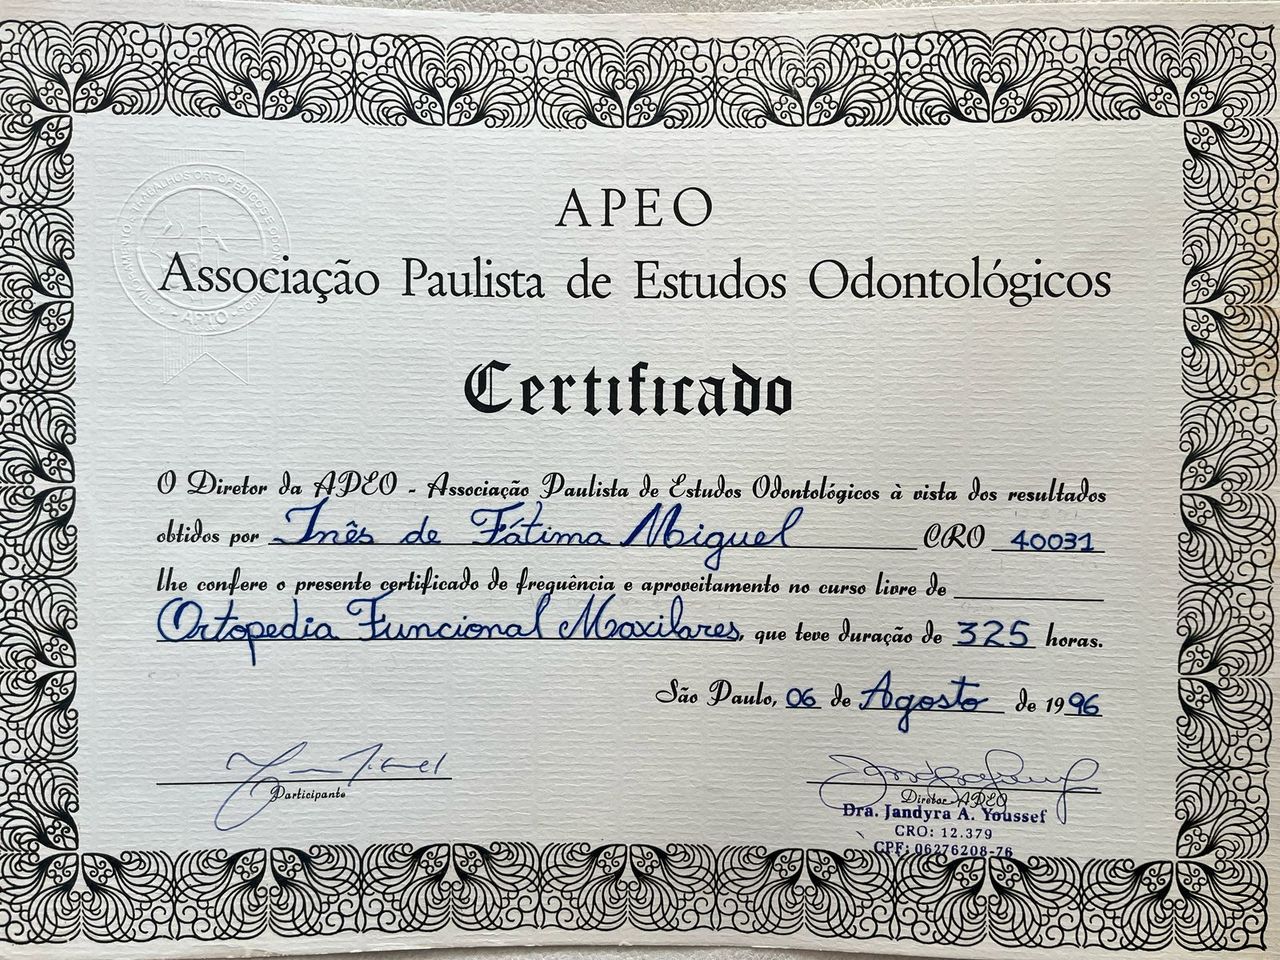 APEO
Associação Paulista de Estudos Odontológicos
Certificado
O Diretor da APEO - Associação Paulista de Estudos Odontológicos à vista dos resultados
obtidos por Inês de Fátima Miguel CRO 40031
lhe confere o presente certificado de frequência e aproveitamento no curso livre de
Ortopedia Funcional Maxilares, que teve duração de 325 horas.
São Paulo, 06 de Agosto de 1996
Participante
Diretor APEO
Dra. Jandyra A. Youssef
CRO: 12.379
CPF: 06276208-76
APTO